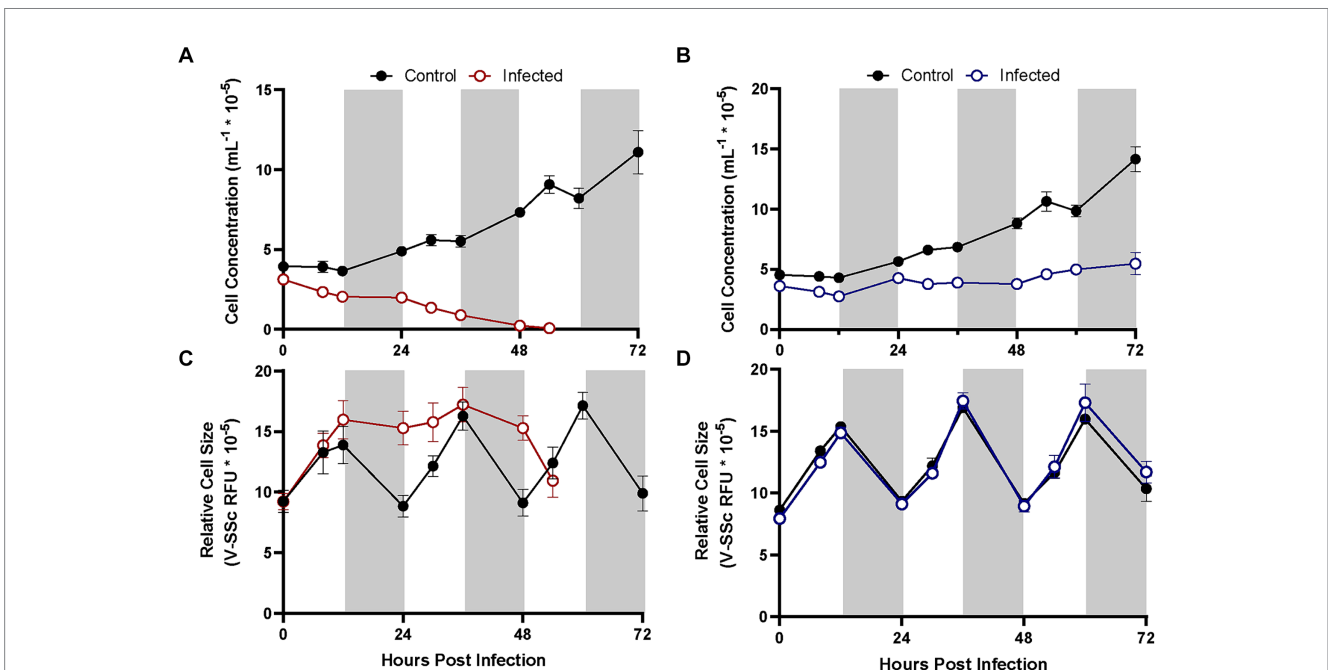 A
Control Infected
Cell Concentration (mL⁻¹ * 10⁻⁵)
15
10
5
0
0 24 48 72
B
Control Infected
Cell Concentration (mL⁻¹ * 10⁻⁵)
20
15
10
5
0
0 24 48 72
C
Relative Cell Size
(V-SSc RFU * 10⁻⁵)
20
15
10
5
0
0 24 48 72
Hours Post Infection
D
Relative Cell Size
(V-SSc RFU * 10⁻⁵)
20
15
10
5
0
0 24 48 72
Hours Post Infection